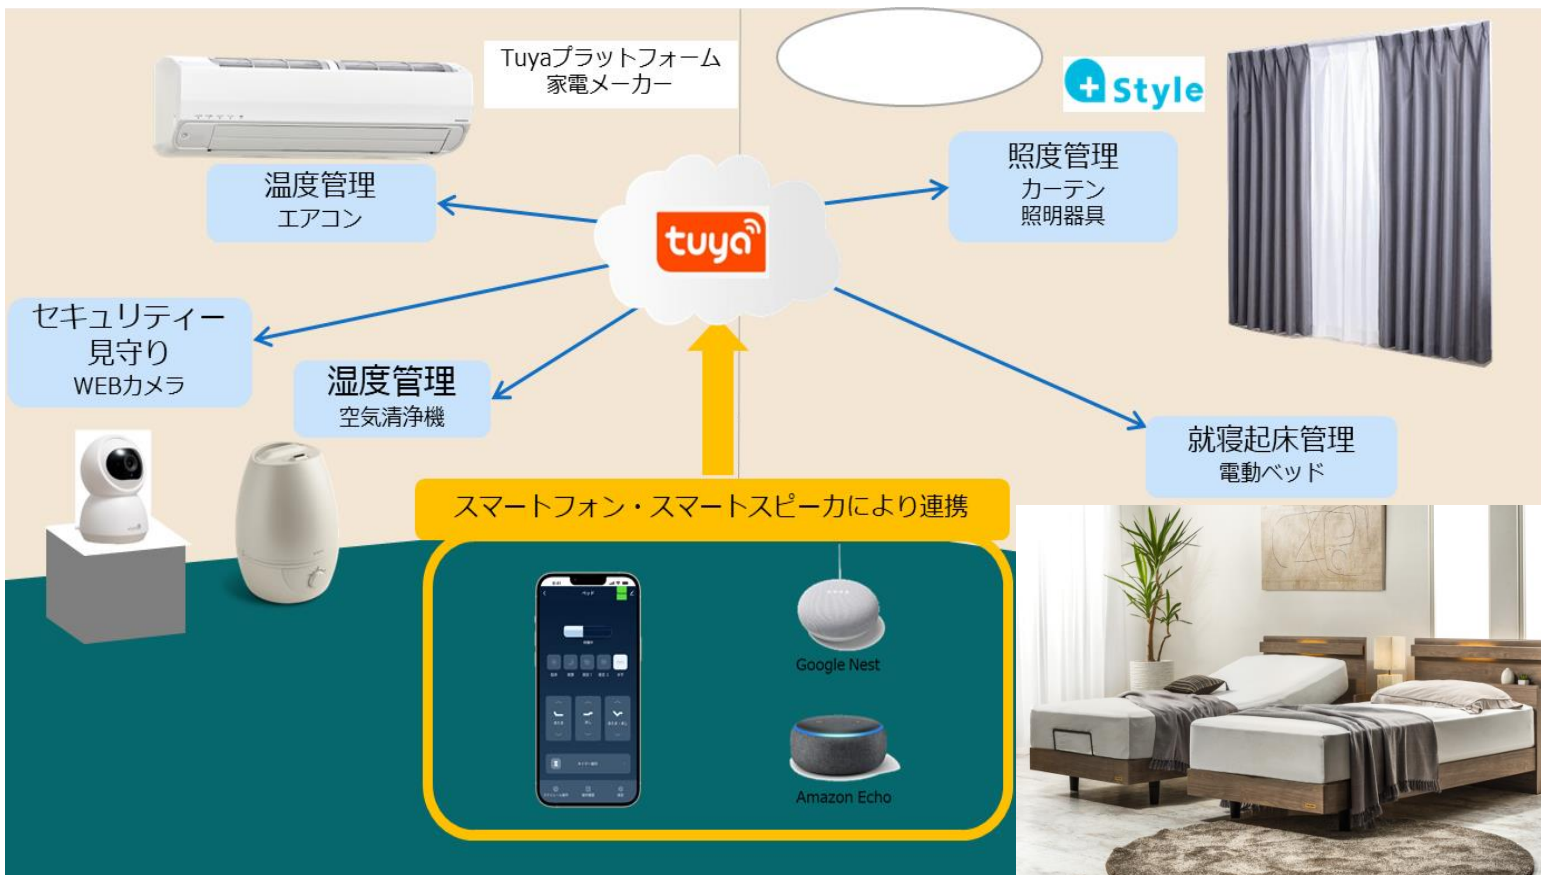 Tuyaプラットフォーム
家電メーカー
+ Style
温度管理
エアコン
照度管理
カーテン
照明器具
tuya
セキュリティー
見守り
WEBカメラ
湿度管理
空気清浄機
就寝起床管理
電動ベッド
スマートフォン・スマートスピーカにより連携
ベッド
Google Nest
Amazon Echo